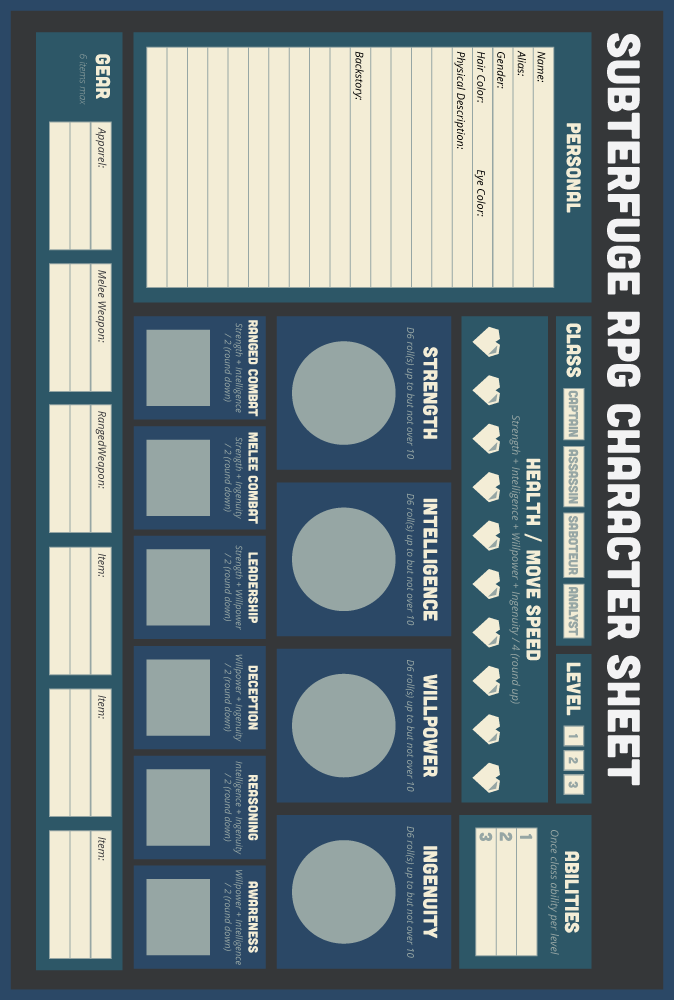 SUBTERFUGE RPG CHARACTER SHEET
PERSONAL
Name:
Alias:
Gender:
Hair Color: Eye Color:
Physical Description:
Backstory:
CLASS CAPTAIN ASSASSIN SABOTEUR ANALYST
LEVEL 1 2 3
HEALTH / MOVE SPEED
Strength + Intelligence + Willpower + Ingenuity / 4 (round up)
ABILITIES
Once class ability per level
1
2
3
STRENGTH
D6 roll(s) up to but not over 10
INTELLIGENCE
D6 roll(s) up to but not over 10
WILLPOWER
D6 roll(s) up to but not over 10
INGENUITY
D6 roll(s) up to but not over 10
RANGED COMBAT
Strength + Intelligence
/ 2 (round down)
MELEE COMBAT
Strength + Ingenuity
/ 2 (round down)
LEADERSHIP
Strength + Willpower
/ 2 (round down)
DECEPTION
Willpower + Ingenuity
/ 2 (round down)
REASONING
Intelligence + Ingenuity
/ 2 (round down)
AWARENESS
Willpower + Intelligence
/ 2 (round down)
GEAR
6 items max
Apparel:
Melee Weapon:
RangedWeapon:
Item:
Item:
Item: